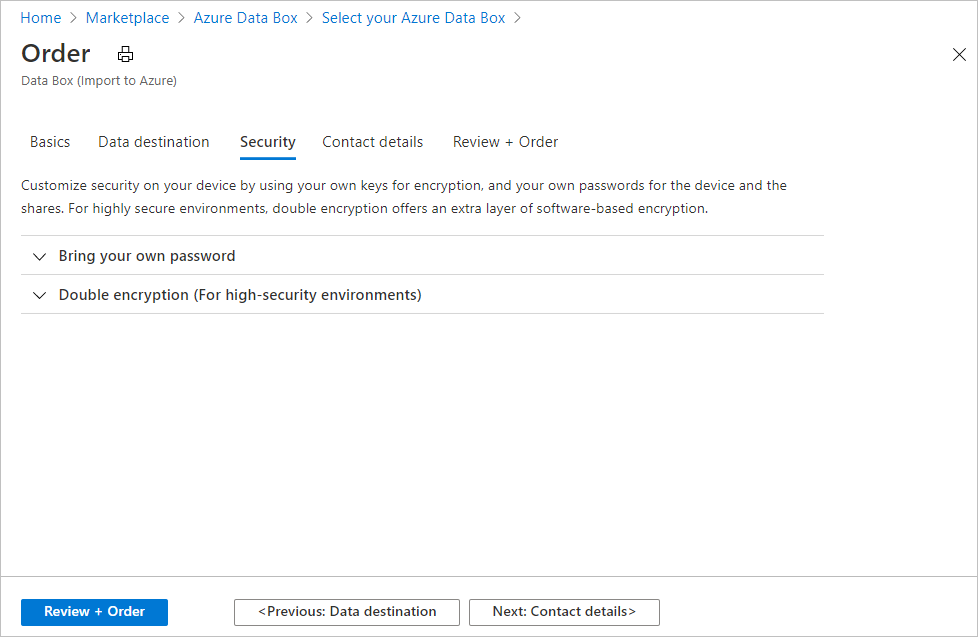 Home > Marketplace > Azure Data Box > Select your Azure Data Box >
Order
Data Box (Import to Azure)
Basics Data destination Security Contact details Review + Order
Customize security on your device by using your own keys for encryption, and your own passwords for the device and the
shares. For highly secure environments, double encryption offers an extra layer of software-based encryption.
Bring your own password
Double encryption (For high-security environments)
Review + Order <Previous: Data destination Next: Contact details>